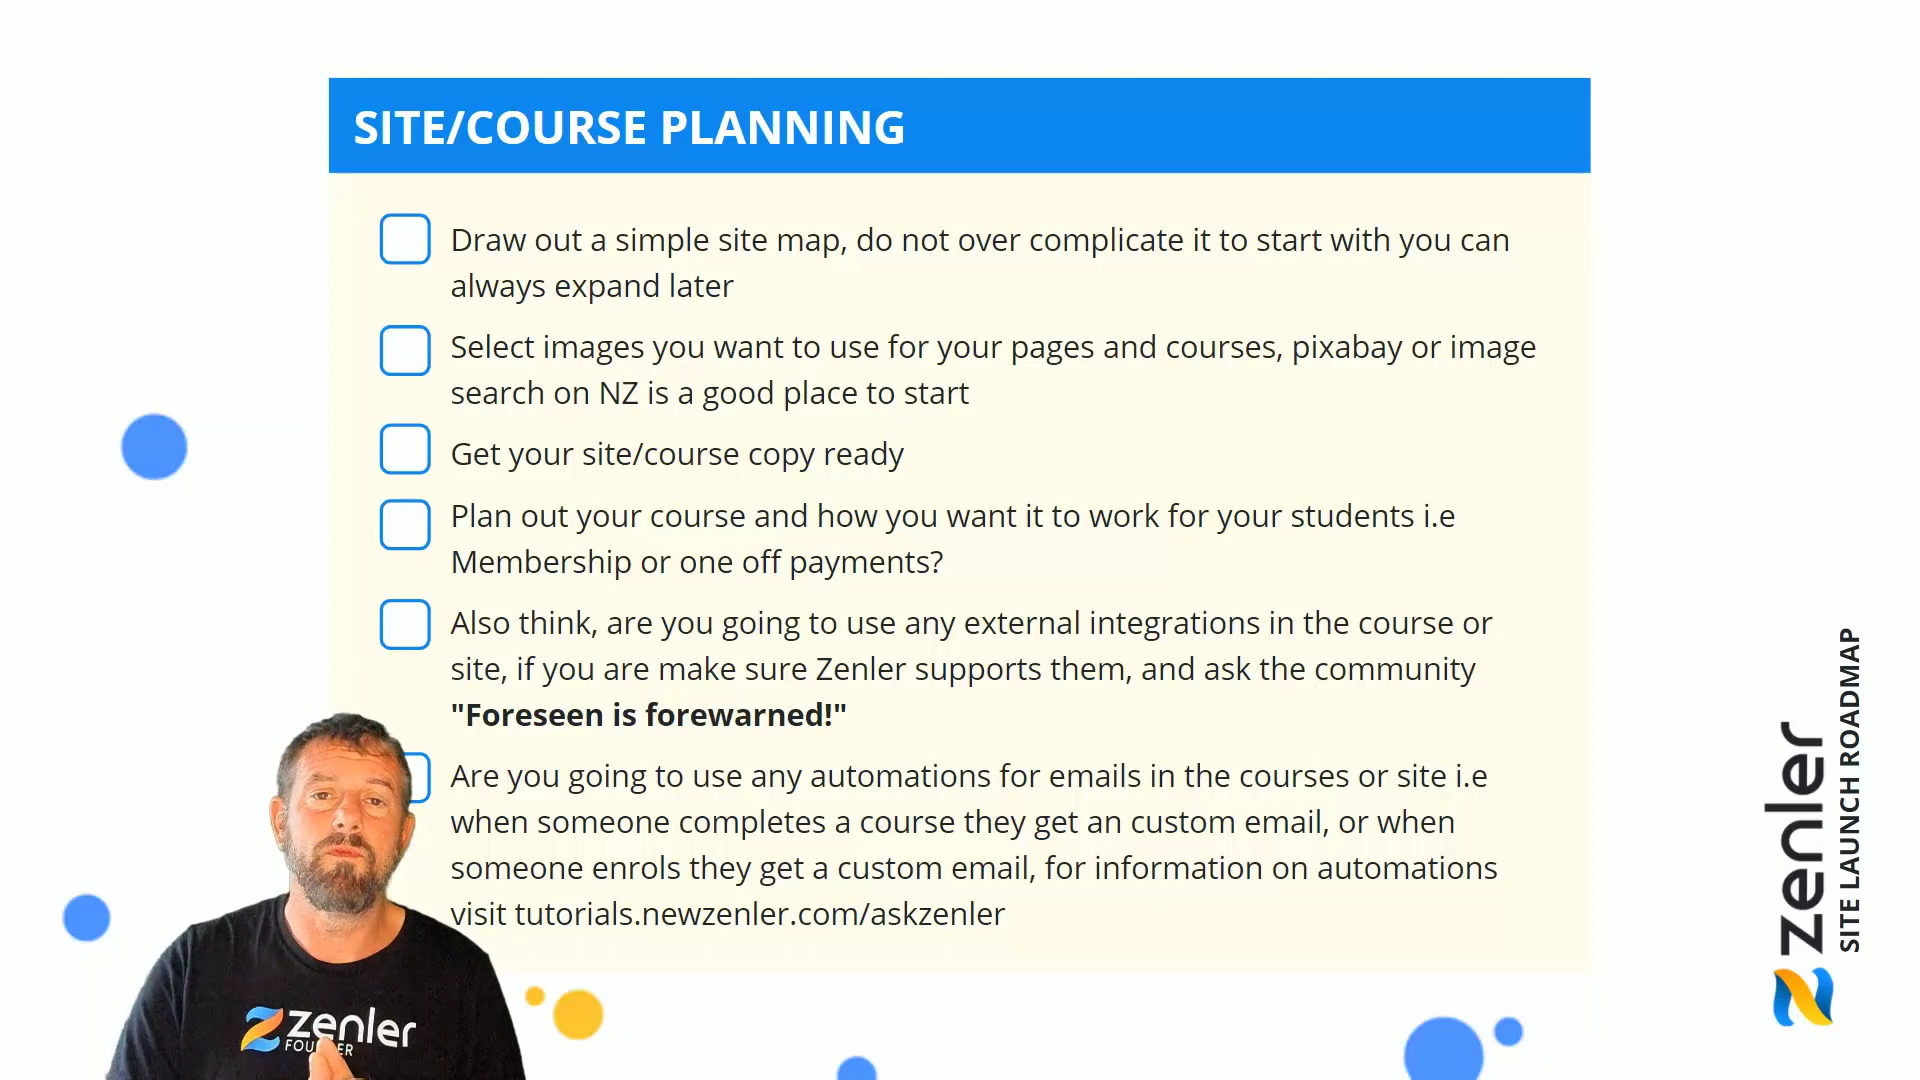 SITE/COURSE PLANNING
Draw out a simple site map, do not over complicate it to start with you can
always expand later
Select images you want to use for your pages and courses, pixabay or image
search on NZ is a good place to start
Get your site/course copy ready
Plan out your course and how you want it to work for your students i.e
Membership or one off payments?
Also think, are you going to use any external integrations in the course or
site, if you are make sure Zenler supports them, and ask the community
"Foreseen is forewarned!"
Are you going to use any automations for emails in the courses or site i.e
when someone completes a course they get an custom email, or when
someone enrols they get a custom email, for information on automations
visit tutorials.newzenler.com/askzenler
zenler
SITE LAUNCH ROADMAP
zenler